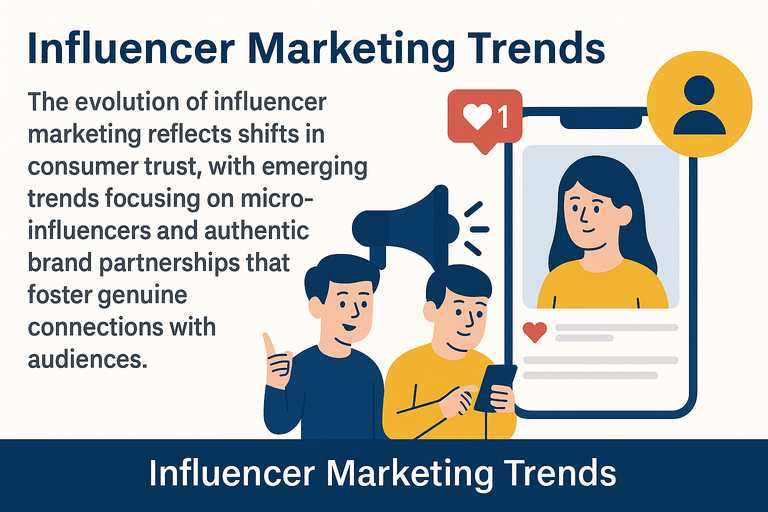 Influencer Marketing Trends
The evolution of influencer
marketing reflects shifts in
consumer trust, with emerging
trends focusing on micro-
influencers and authentic
brand partnerships that
foster genuine
connections with
audiences.
1
Influencer Marketing Trends